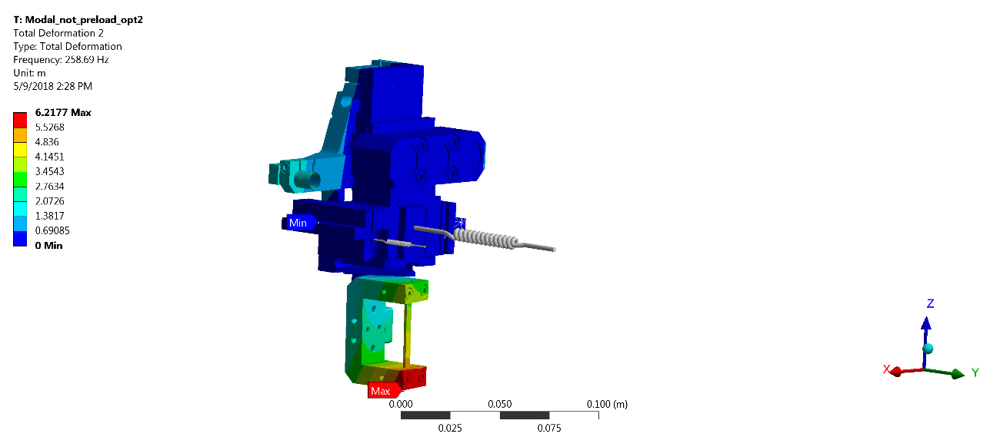 T: Modal_not_preload_opt2
Total Deformation 2
Type: Total Deformation
Frequency: 258.69 Hz
Unit: m
5/9/2018 2:28 PM
6.2177 Max
5.5268
4.836
4.1451
3.4543
2.7634
2.0726
1.3817
0.69085
0 Min
Min
Max
0.000 0.050 0.100 (m)
0.025 0.075
Z
X Y